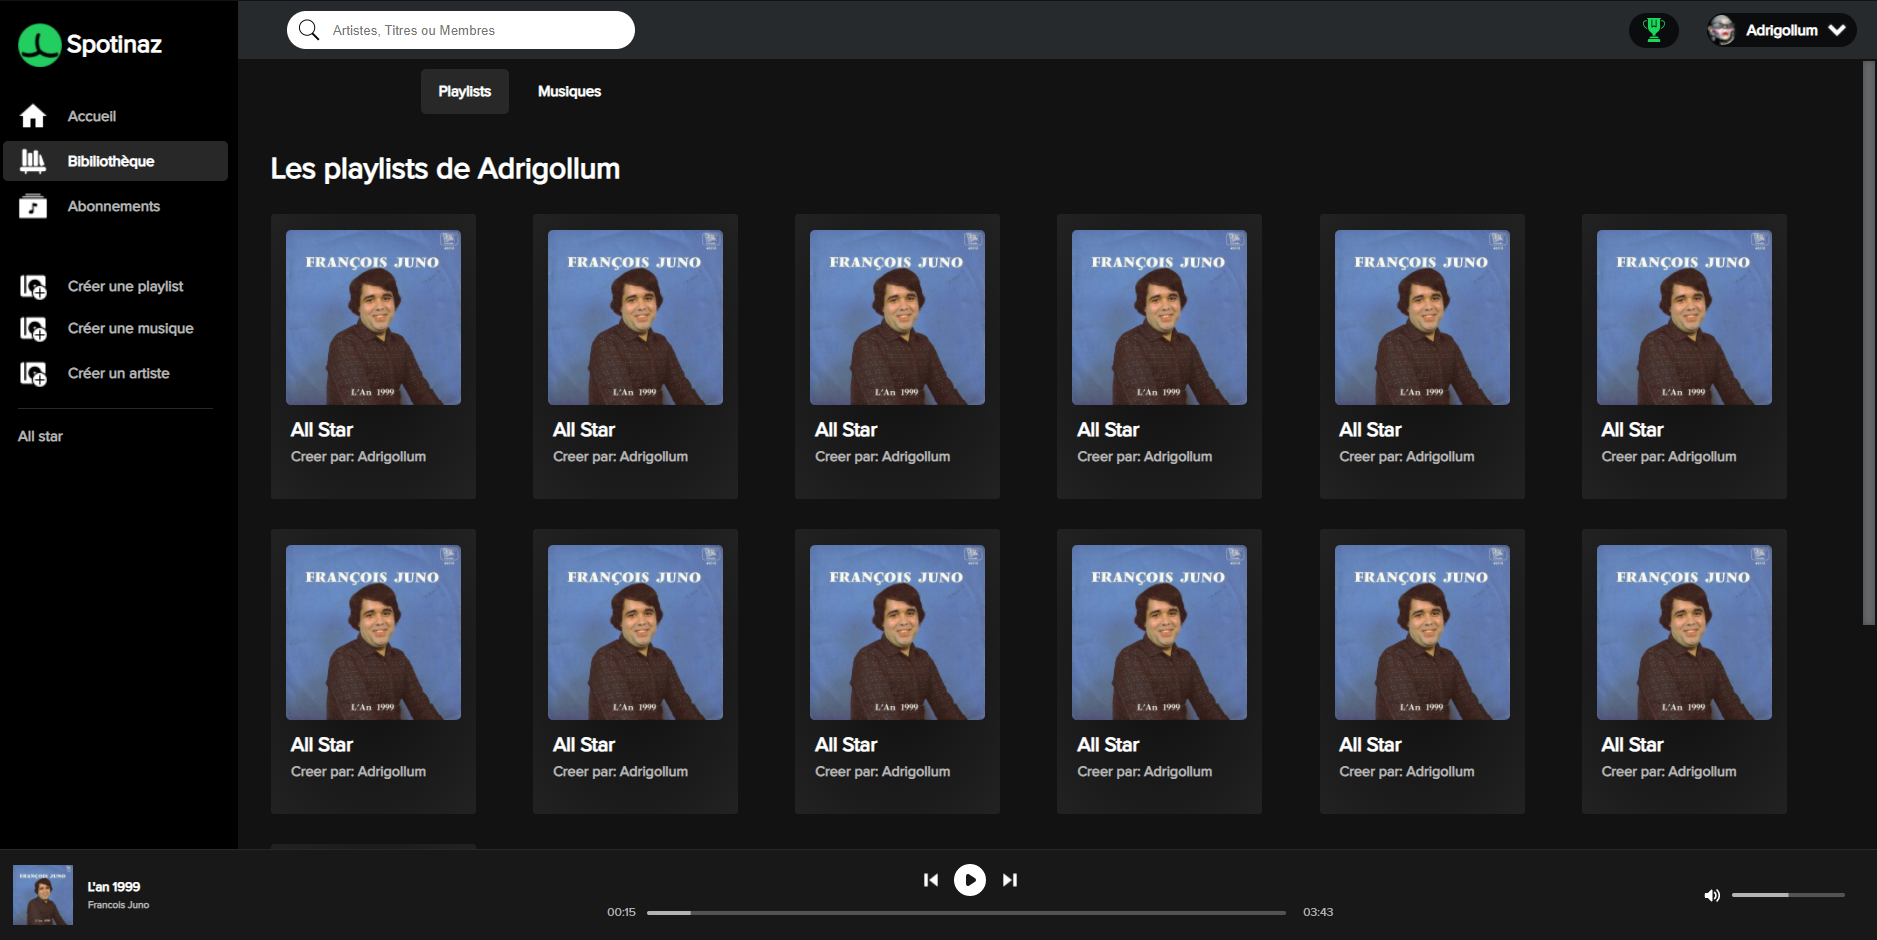 Spotinaz
Artistes, Titres ou Membres
Adrigollum
Accueil
Bibiliothèque
Abonnements
Créer une playlist
Créer une musique
Créer un artiste
All star
Playlists
Musiques
Les playlists de Adrigollum
FRANÇOIS JUNO
L'An 1999
All Star
Creer par: Adrigollum
FRANÇOIS JUNO
L'An 1999
All Star
Creer par: Adrigollum
FRANÇOIS JUNO
L'An 1999
All Star
Creer par: Adrigollum
FRANÇOIS JUNO
L'An 1999
All Star
Creer par: Adrigollum
FRANÇOIS JUNO
L'An 1999
All Star
Creer par: Adrigollum
FRANÇOIS JUNO
L'An 1999
All Star
Creer par: Adrigollum
FRANÇOIS JUNO
L'An 1999
All Star
Creer par: Adrigollum
FRANÇOIS JUNO
L'An 1999
All Star
Creer par: Adrigollum
FRANÇOIS JUNO
L'An 1999
All Star
Creer par: Adrigollum
FRANÇOIS JUNO
L'An 1999
All Star
Creer par: Adrigollum
FRANÇOIS JUNO
L'An 1999
All Star
Creer par: Adrigollum
FRANÇOIS JUNO
L'An 1999
All Star
Creer par: Adrigollum
FRANÇOIS JUNO
L'An 1999
L'an 1999
Francois Juno
00:15
03:43